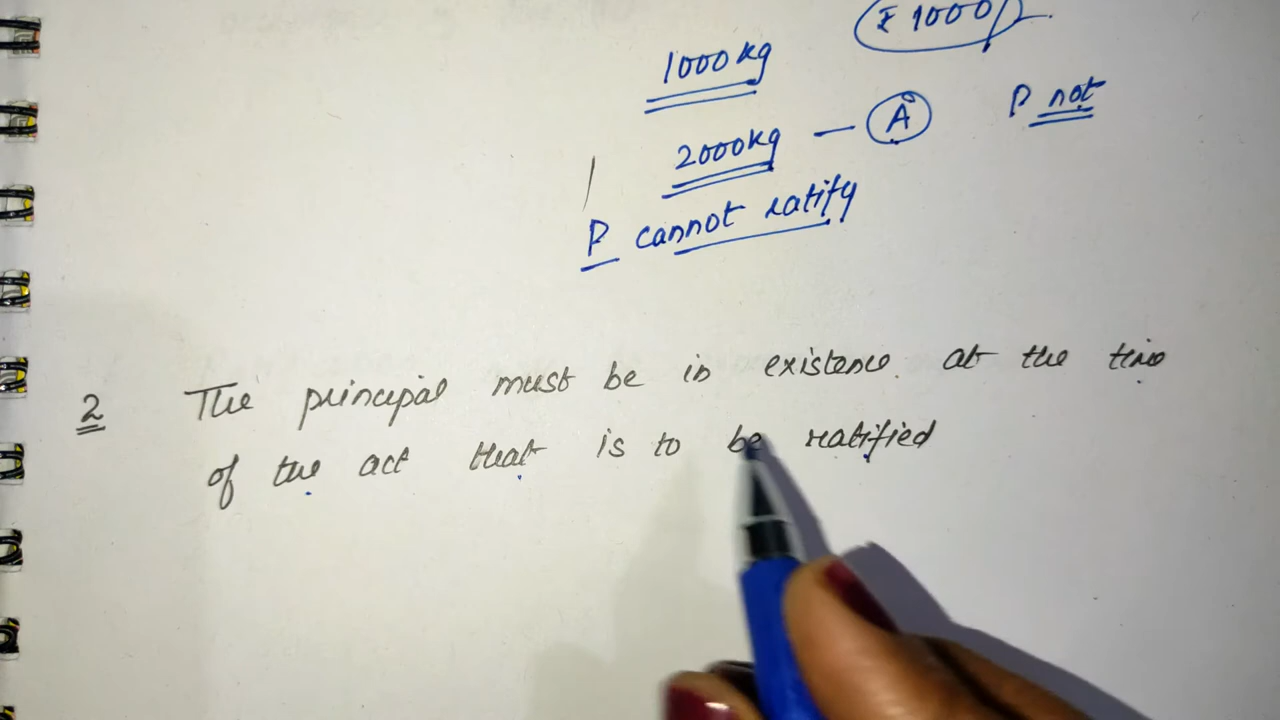 ₹ 1000/-
1000 kg
2000 kg — A P not
P cannot ratify
2 The principal must be in existence at the time
of the act that is to be ratified